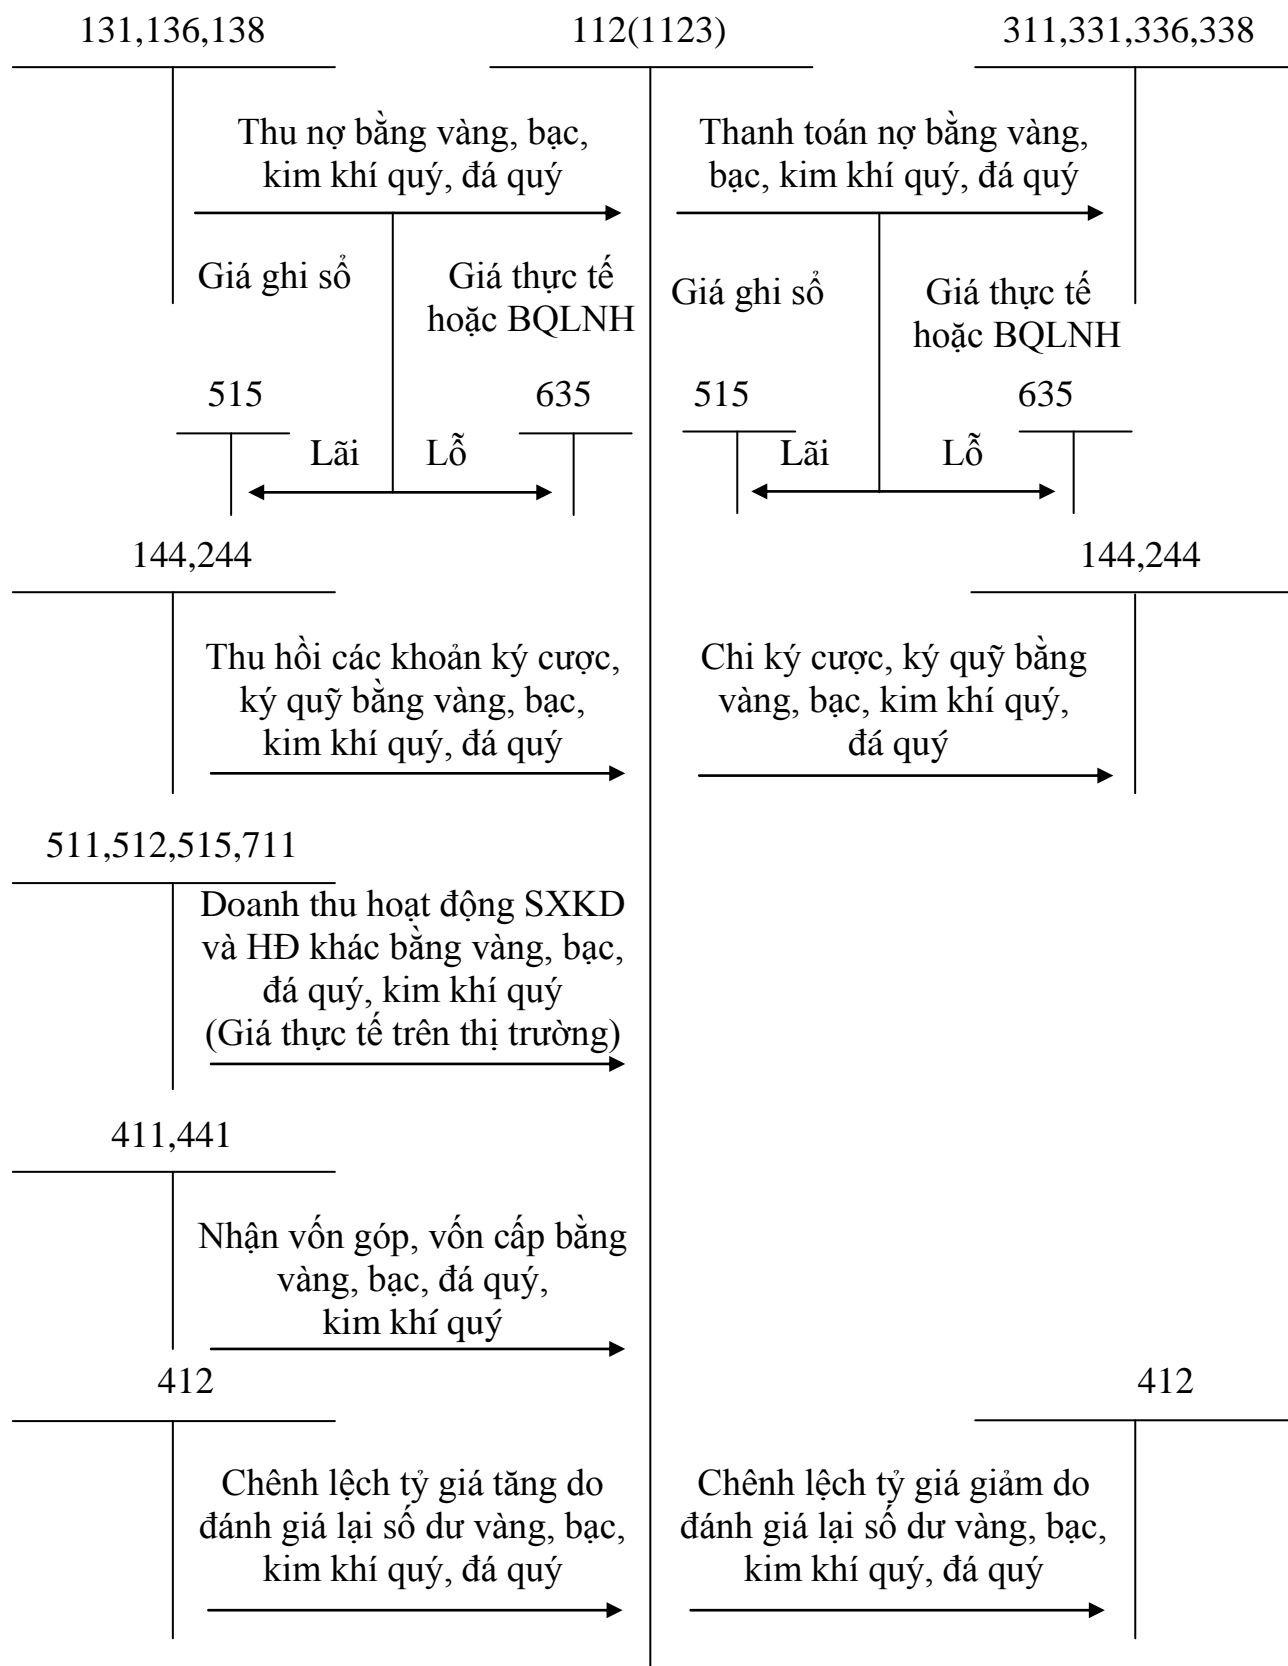 131,136,138
112(1123)
311,331,336,338
Thu nợ bằng vàng, bạc,
kim khí quý, đá quý
Thanh toán nợ bằng vàng,
bạc, kim khí quý, đá quý
Giá ghi sổ
Giá thực tế
hoặc BQLNH
Giá ghi sổ
Giá thực tế
hoặc BQLNH
515
635
515
635
Lãi
Lỗ
Lãi
Lỗ
144,244
144,244
Thu hồi các khoản ký cược,
ký quỹ bằng vàng, bạc,
kim khí quý, đá quý
Chi ký cược, ký quỹ bằng
vàng, bạc, kim khí quý,
đá quý
511,512,515,711
Doanh thu hoạt động SXKD
và HĐ khác bằng vàng, bạc,
đá quý, kim khí quý
(Giá thực tế trên thị trường)
411,441
Nhận vốn góp, vốn cấp bằng
vàng, bạc, đá quý,
kim khí quý
412
412
Chênh lệch tỷ giá tăng do
đánh giá lại số dư vàng, bạc,
kim khí quý, đá quý
Chênh lệch tỷ giá giảm do
đánh giá lại số dư vàng, bạc,
kim khí quý, đá quý